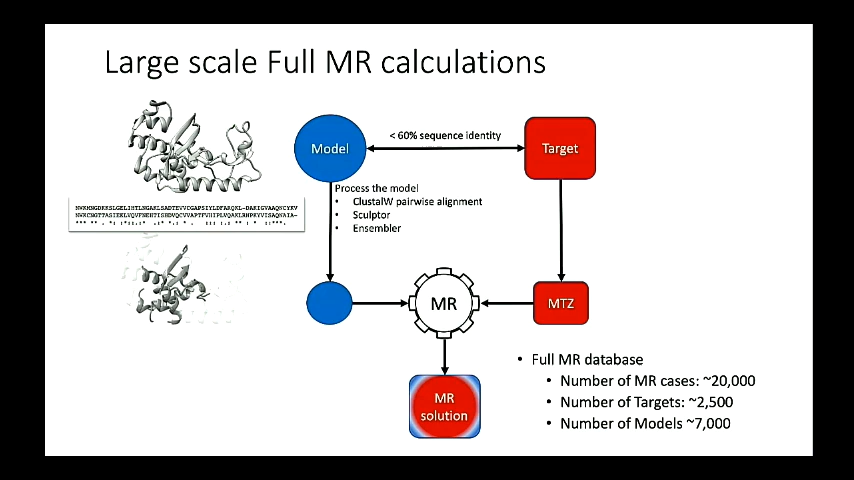 Large scale Full MR calculations
Model
< 60% sequence identity
Target
Process the model
• ClustalW pairwise alignment
• Sculptor
• Ensembler
MR
MTZ
MR
solution
• Full MR database
• Number of MR cases: ~20,000
• Number of Targets: ~2,500
• Number of Models ~7,000